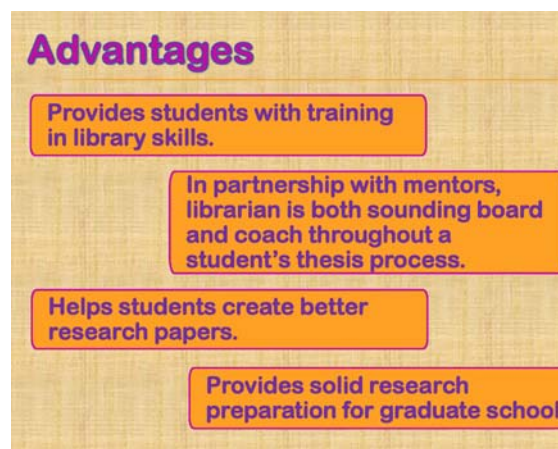 Advantages
Provides students with training
in library skills.
In partnership with mentors,
librarian is both sounding board
and coach throughout a
student's thesis process.
Helps students create better
research papers.
Provides solid research
preparation for graduate school